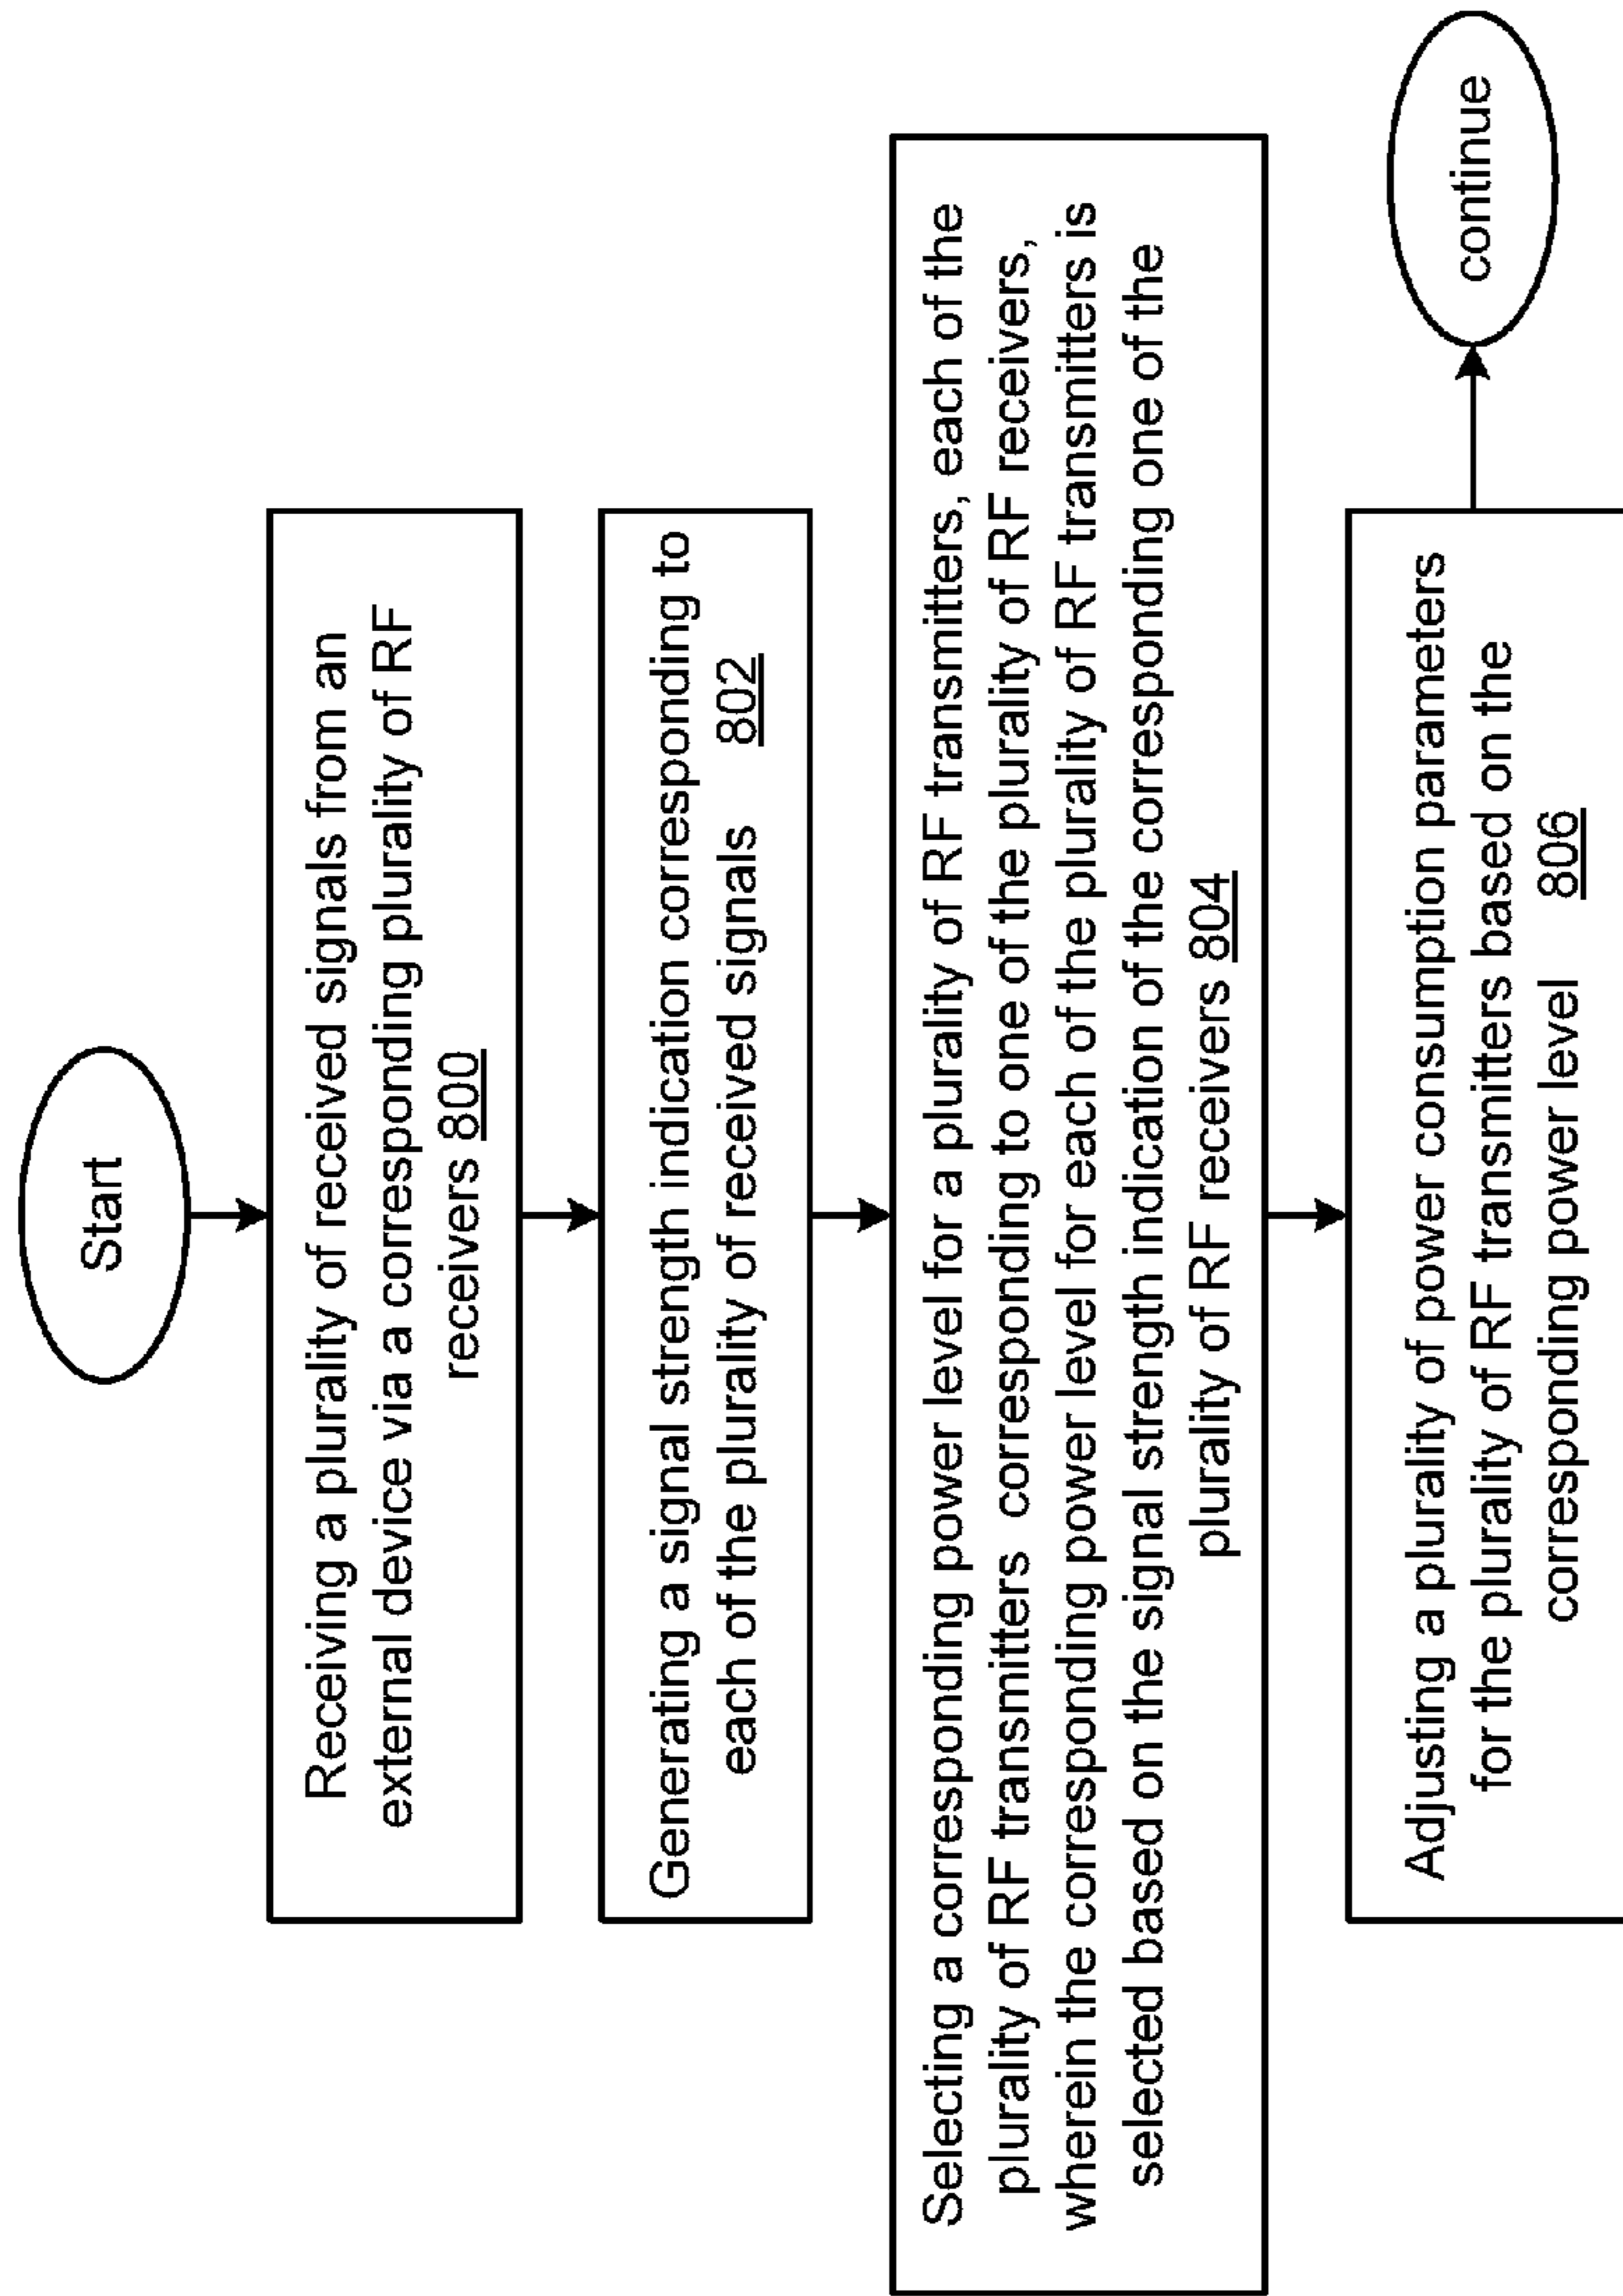 Start
Receiving a plurality of received signals from an
external device via a corresponding plurality of RF
receivers 800
Generating a signal strength indication corresponding to
each of the plurality of received signals 802
Selecting a corresponding power level for a plurality of RF transmitters, each of the
plurality of RF transmitters corresponding to one of the plurality of RF receivers,
wherein the corresponding power level for each of the plurality of RF transmitters is
selected based on the signal strength indication of the corresponding one of the
plurality of RF receivers 804
Adjusting a plurality of power consumption parameters
for the plurality of RF transmitters based on the
corresponding power level 806
continue